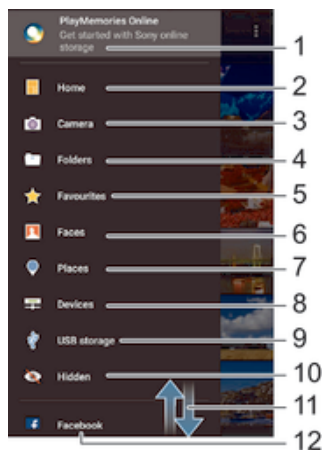 PlayMemories Online
Get started with Sony online
storage
1
Home
2
Camera
3
Folders
4
Favourites
5
Faces
6
Places
7
Devices
8
USB storage
9
Hidden
10
11
Facebook
12